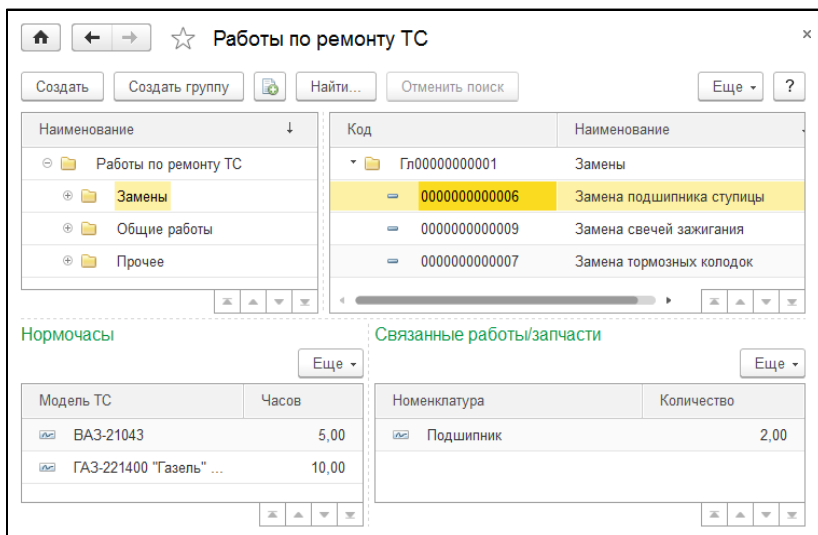 Работы по ремонту ТС
Создать Создать группу Найти... Отменить поиск Еще ?
Наименование Код Наименование
Работы по ремонту ТС Гл00000000001 Замены
Замены 0000000000006 Замена подшипника ступицы
Общие работы 0000000000009 Замена свечей зажигания
Прочее 0000000000007 Замена тормозных колодок
Нормочасы Связанные работы/запчасти
Еще Еще
Модель ТС Часов Номенклатура Количество
ВАЗ-21043 5,00 Подшипник 2,00
ГАЗ-221400 "Газель" ... 10,00